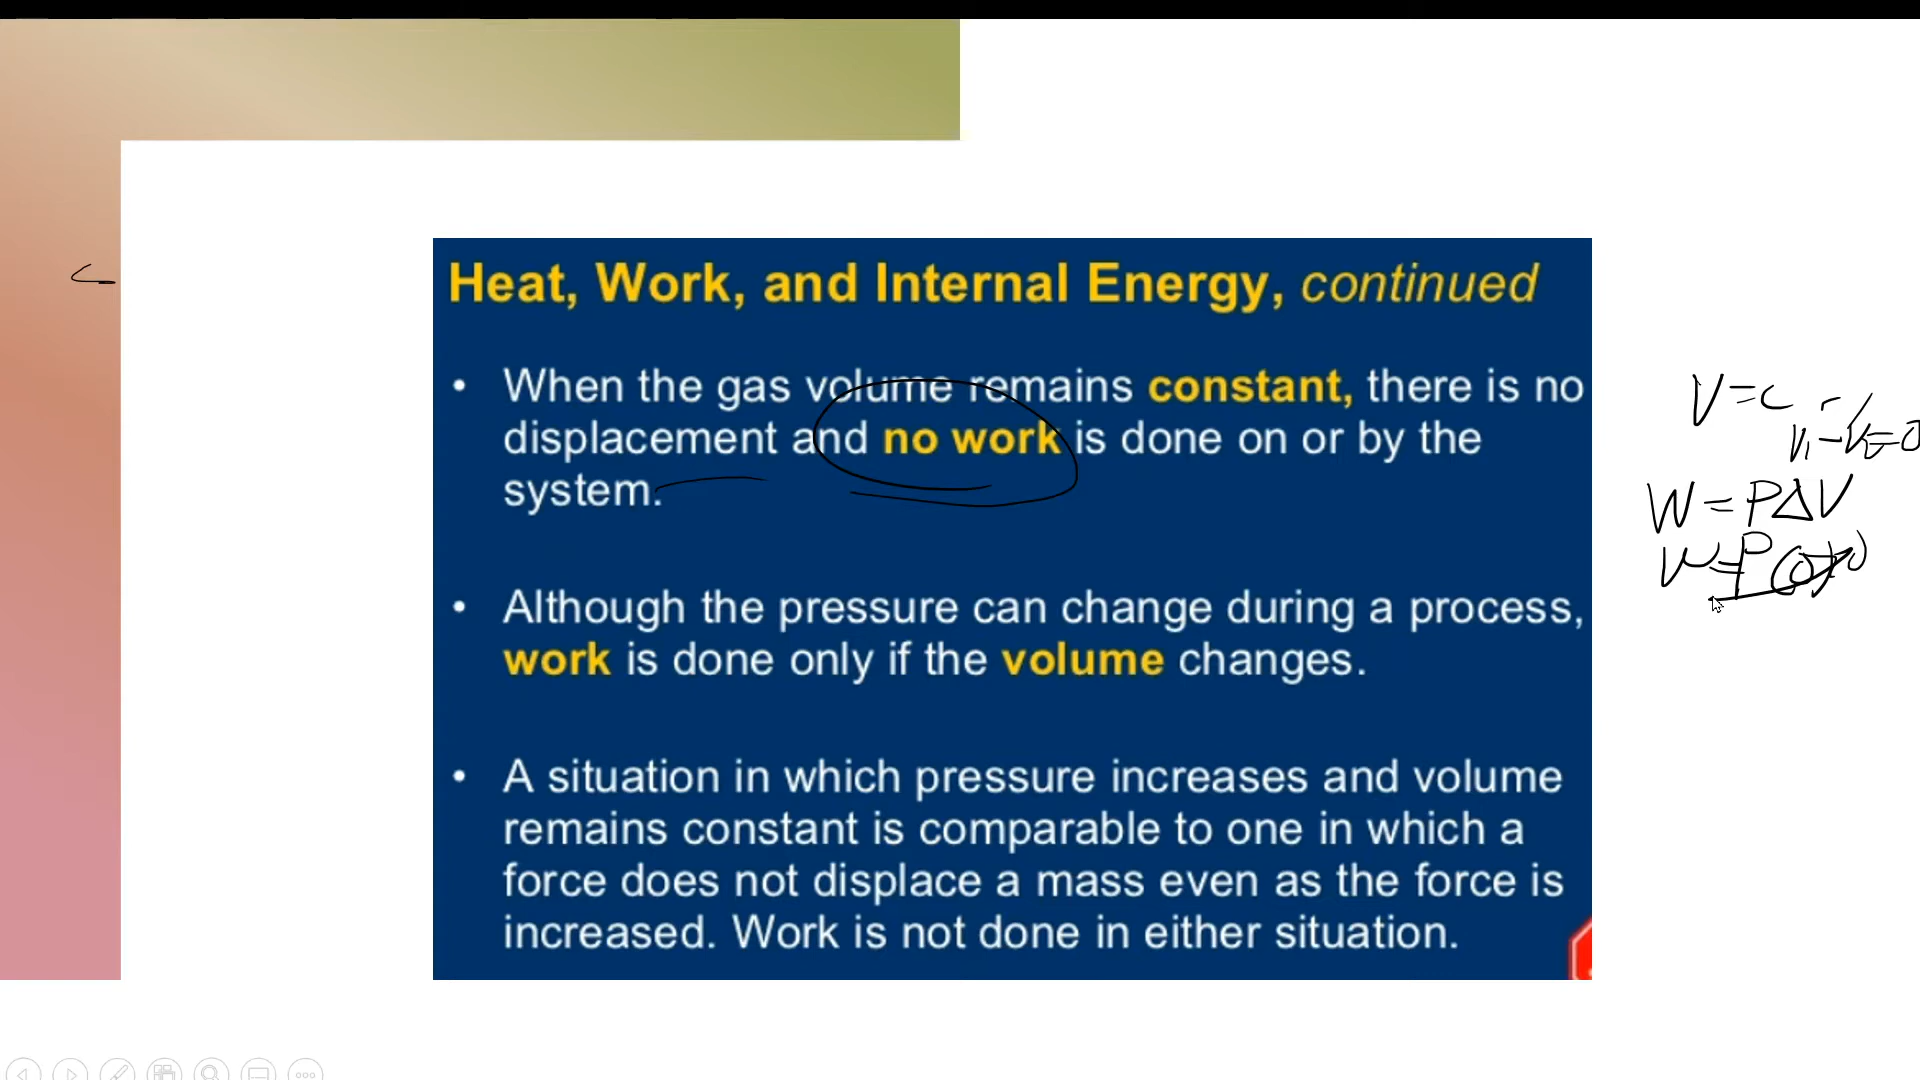 Heat, Work, and Internal Energy, continued
• When the gas volume remains constant, there is no
displacement and no work is done on or by the
system.
• Although the pressure can change during a process,
work is done only if the volume changes.
• A situation in which pressure increases and volume
remains constant is comparable to one in which a
force does not displace a mass even as the force is
increased. Work is not done in either situation.
V=c
W=PΔV